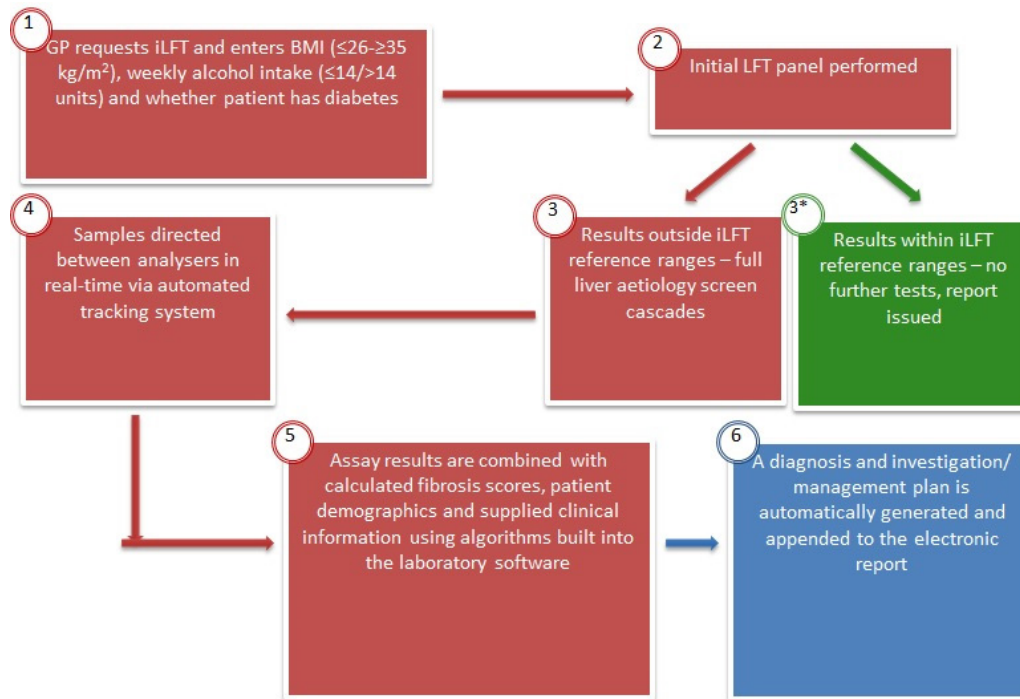 1
GP requests iLFT and enters BMI (≤26-≥35
kg/m²), weekly alcohol intake (≤14/>14
units) and whether patient has diabetes
2
Initial LFT panel performed
3
Results outside iLFT
reference ranges – full
liver aetiology screen
cascades
3*
Results within iLFT
reference ranges – no
further tests, report
issued
4
Samples directed
between analysers in
real-time via automated
tracking system
5
Assay results are combined with
calculated fibrosis scores, patient
demographics and supplied clinical
information using algorithms built into
the laboratory software
6
A diagnosis and investigation/
management plan is
automatically generated and
appended to the electronic
report